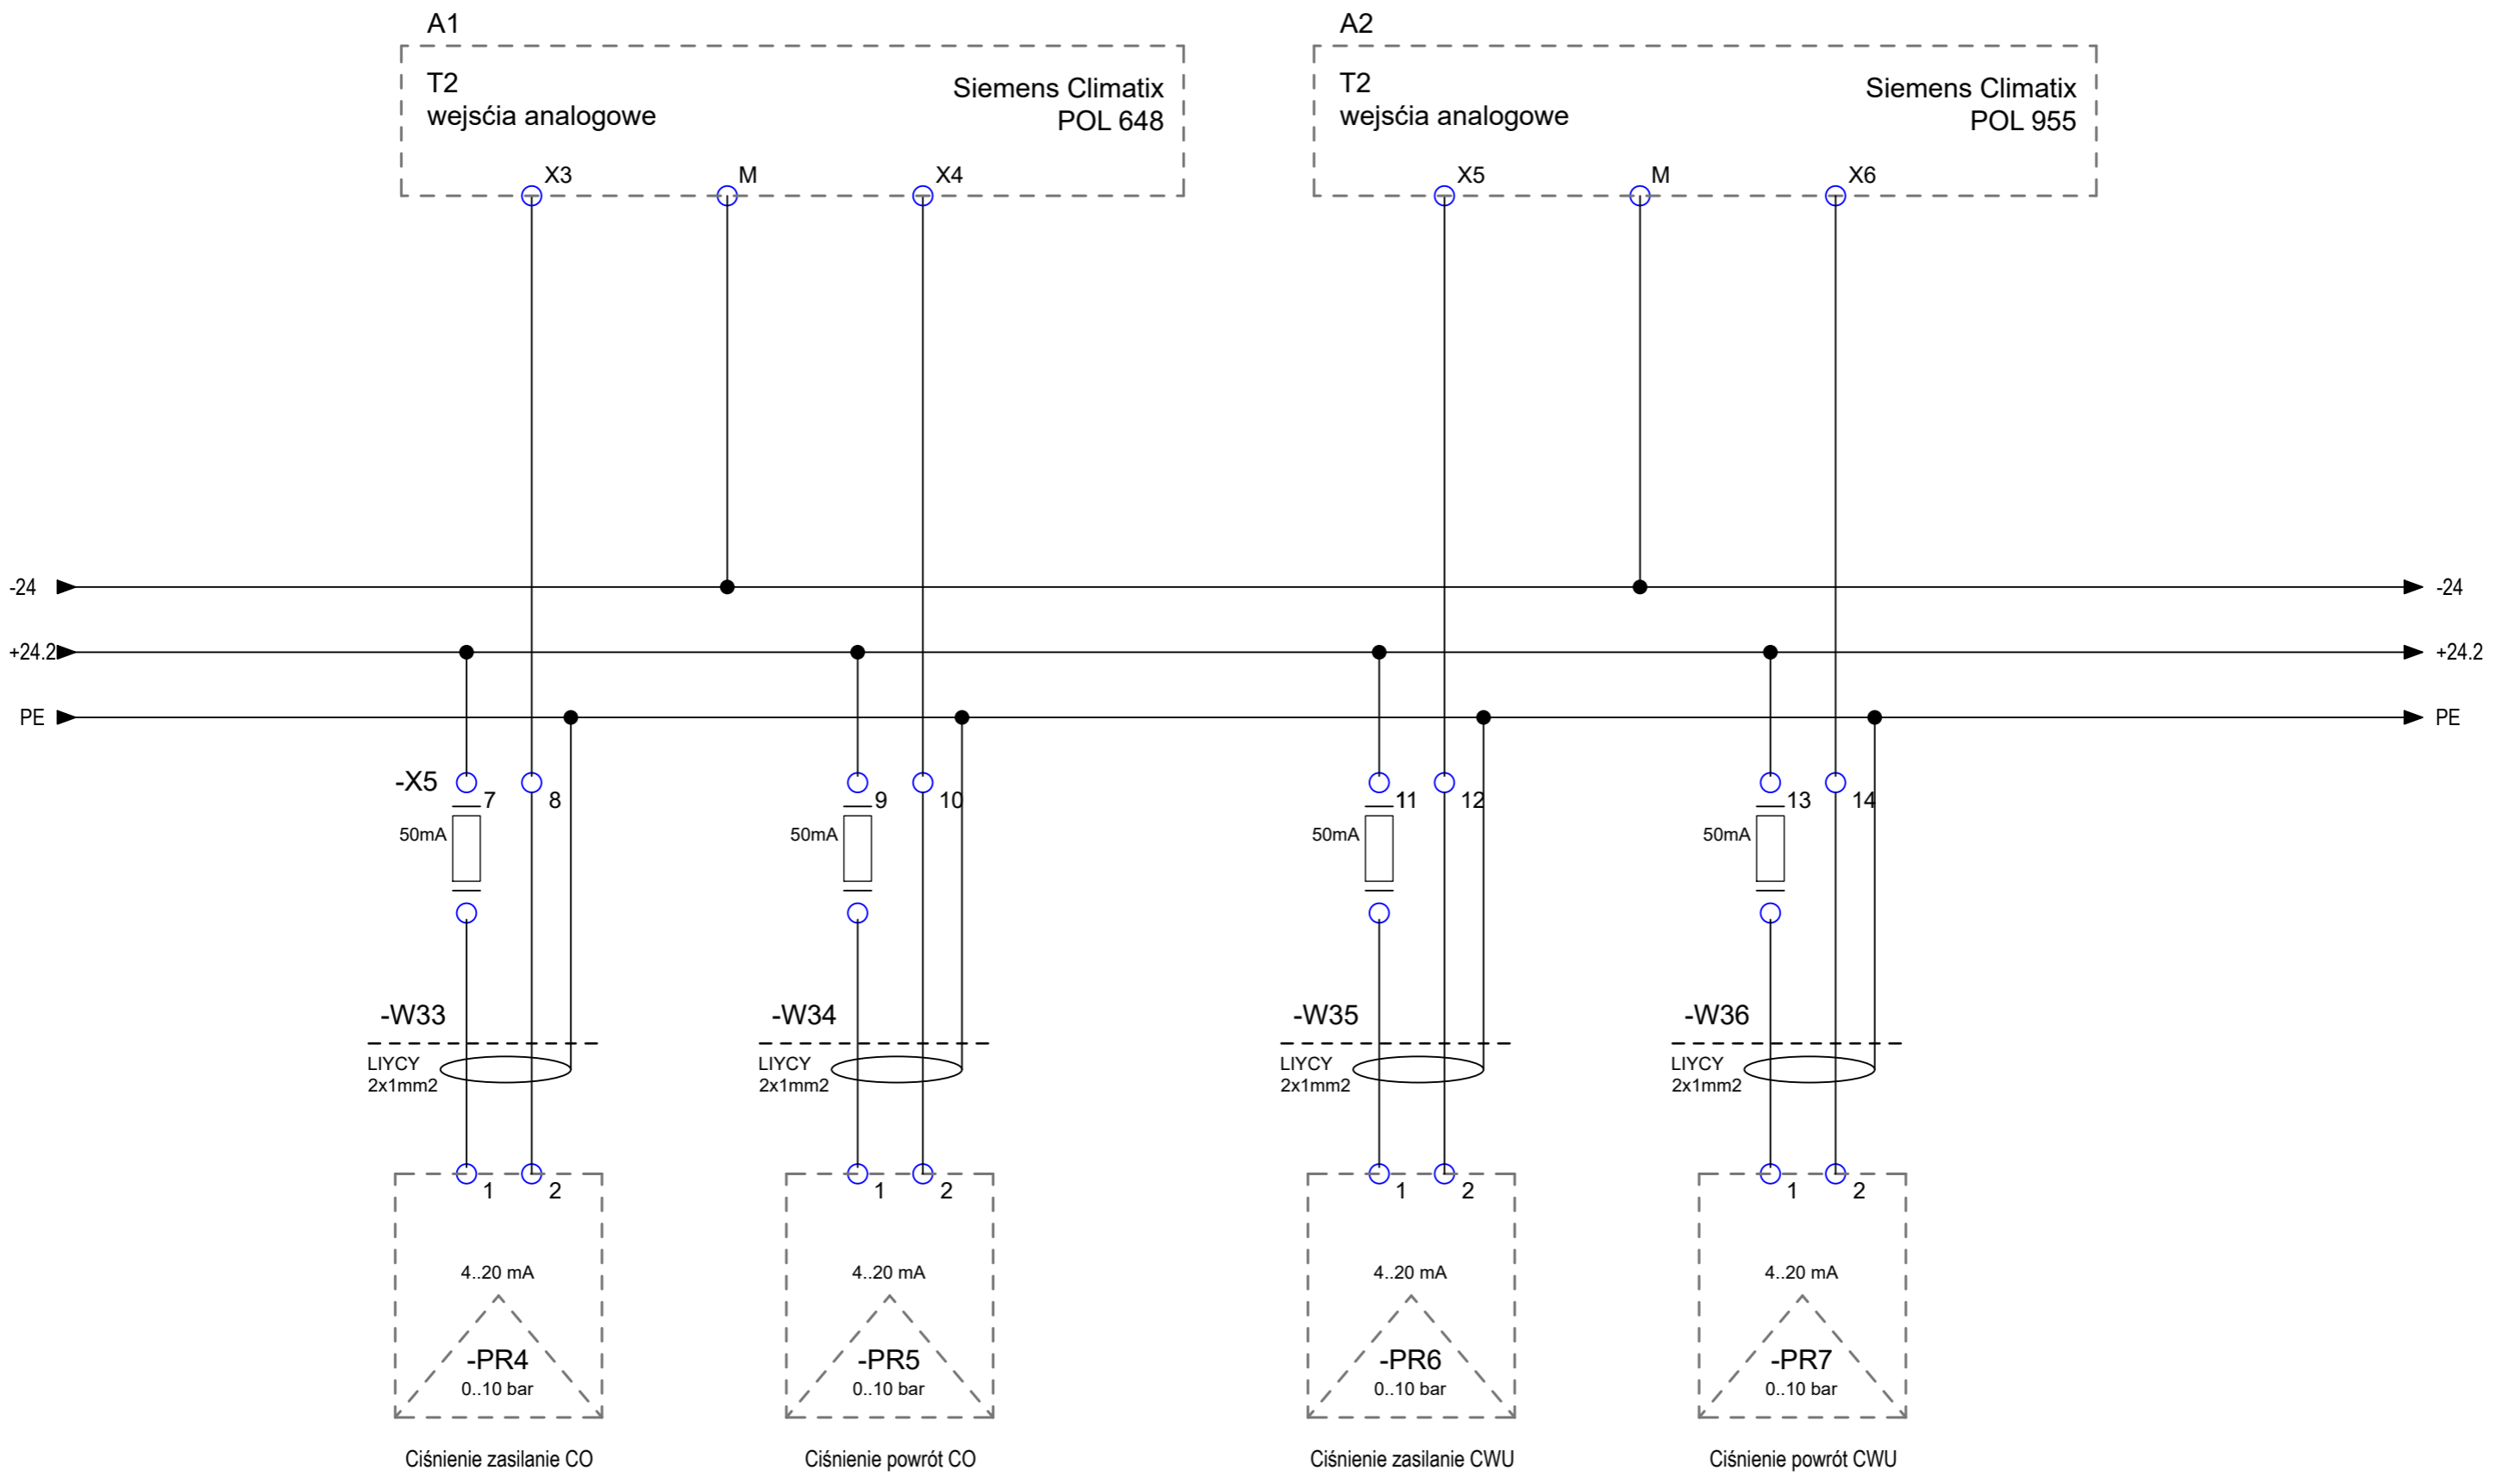 A1
T2
wejsćia analogowe
Siemens Climatix
POL 648
X3
M
X4
A2
T2
wejsćia analogowe
Siemens Climatix
POL 955
X5
M
X6
-24
-24
+24.2
+24.2
PE
PE
-X5
7
8
9
10
11
12
13
14
50mA
50mA
50mA
50mA
-W33
LIYCY
2x1mm2
-W34
LIYCY
2x1mm2
-W35
LIYCY
2x1mm2
-W36
LIYCY
2x1mm2
1
2
1
2
1
2
1
2
4..20 mA
-PR4
0..10 bar
4..20 mA
-PR5
0..10 bar
4..20 mA
-PR6
0..10 bar
4..20 mA
-PR7
0..10 bar
Ciśnienie zasilanie CO
Ciśnienie powrót CO
Ciśnienie zasilanie CWU
Ciśnienie powrót CWU